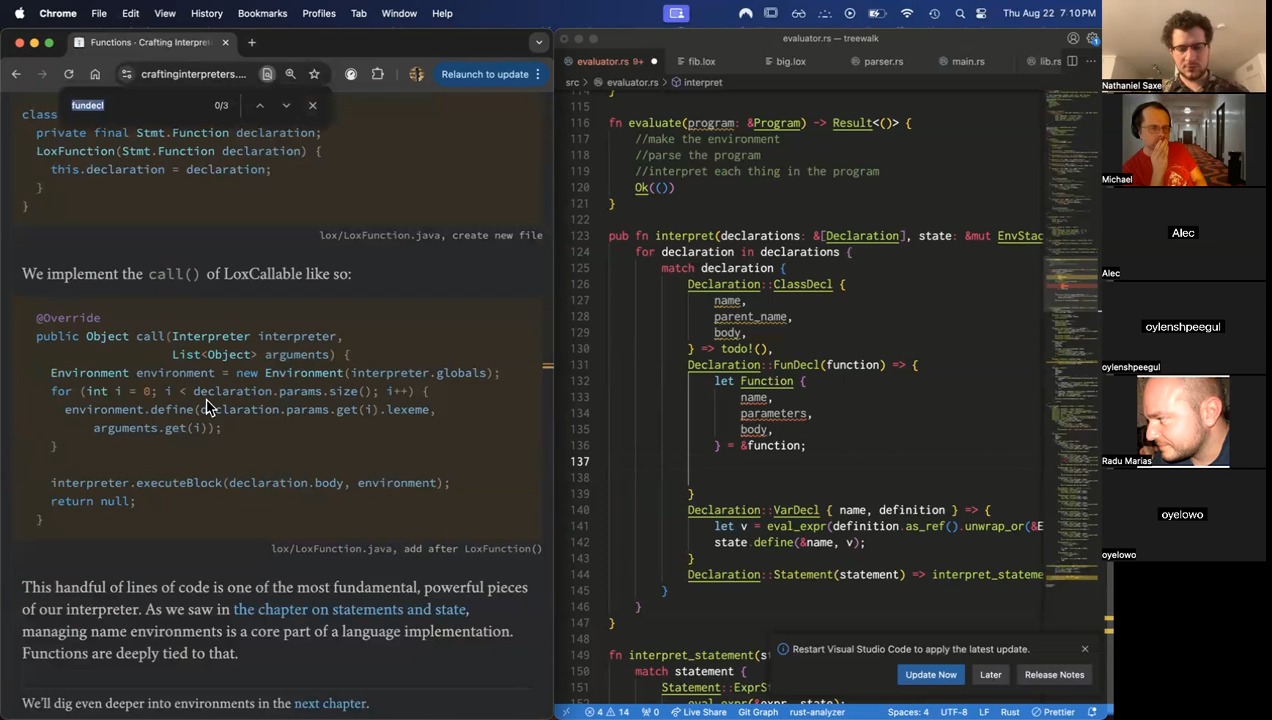 Chrome File Edit View History Bookmarks Profiles Tab Window Help Thu Aug 22 7:10 PM
Functions - Crafting Interpret
craftinginterpreters.... Relaunch to update
fundecl 0/3
class
private final Stmt.Function declaration;
LoxFunction(Stmt.Function declaration) {
this.declaration = declaration;
}
}
lox/LoxFunction.java, create new file
We implement the call() of LoxCallable like so:
@Override
public Object call(Interpreter interpreter,
List<Object> arguments) {
Environment environment = new Environment(interpreter.globals);
for (int i = 0; i < declaration.params.size(); i++) {
environment.define(declaration.params.get(i).lexeme,
arguments.get(i));
}
interpreter.executeBlock(declaration.body, environment);
return null;
}
lox/LoxFunction.java, add after LoxFunction()
This handful of lines of code is one of the most fundamental, powerful pieces
of our interpreter. As we saw in the chapter on statements and state,
managing name environments is a core part of a language implementation.
Functions are deeply tied to that.
We'll dig even deeper into environments in the next chapter.
evaluator.rs — treewalk
evaluator.rs 9+ fib.lox big.lox parser.rs main.rs lib.rs
src > evaluator.rs > interpret
114 }
115
116 fn evaluate(program: &Program) -> Result<()> {
117 //make the environment
118 //parse the program
119 //interpret each thing in the program
120 Ok(())
121 }
122
123 pub fn interpret(declarations: &[Declaration], state: &mut EnvStac
124 for declaration in declarations {
125 match declaration {
126 Declaration::ClassDecl {
127 name,
128 parent_name,
129 body,
130 } => todo!(),
131 Declaration::FunDecl(function) => {
132 let Function {
133 name,
134 parameters,
135 body,
136 } = &function;
137
138
139 }
140 Declaration::VarDecl { name, definition } => {
141 let v = eval_expr(definition.as_ref().unwrap_or(&E
142 state.define(&name, v);
143 }
144 Declaration::Statement(statement) => interpret_stateme
145 }
146 }
147 }
148
149 fn interpret_statement(s
150 match statement {
151 Statement::ExprS
152
Restart Visual Studio Code to apply the latest update.
Update Now Later Release Notes
4 14 0 Live Share Git Graph rust-analyzer Spaces: 4 UTF-8 LF Rust Prettier
Nathaniel Saxe
Michael
Alec
Alec
oylenshpeegul
oylenshpeegul
Radu Marias
oyelowo
oyelowo